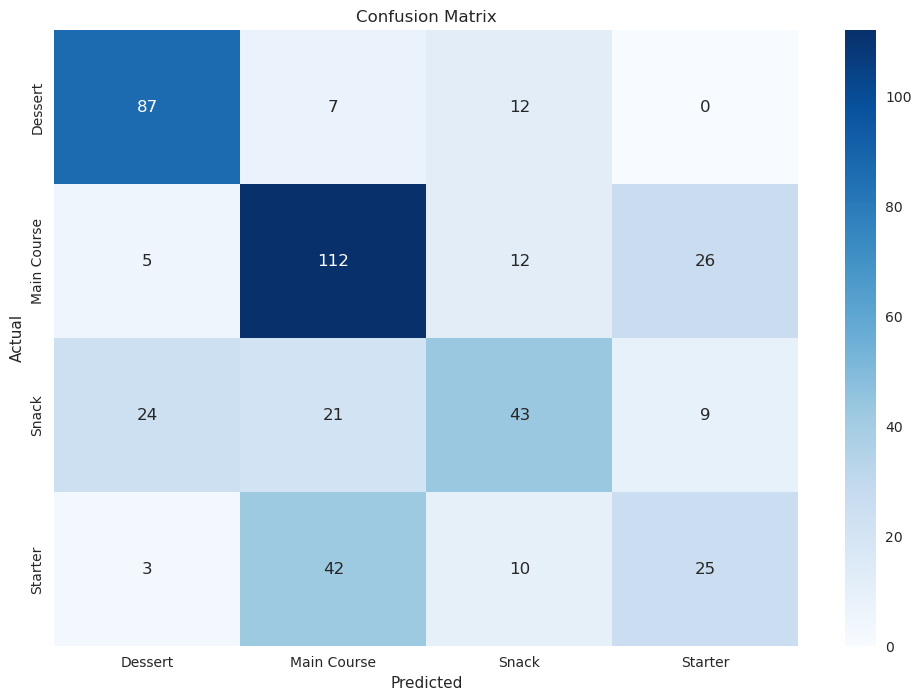 Confusion Matrix
Dessert
87 7 12 0
Main Course
5 112 12 26
Snack
24 21 43 9
Starter
3 42 10 25
Actual
Dessert Main Course Snack Starter
Predicted
100
80
60
40
20
0